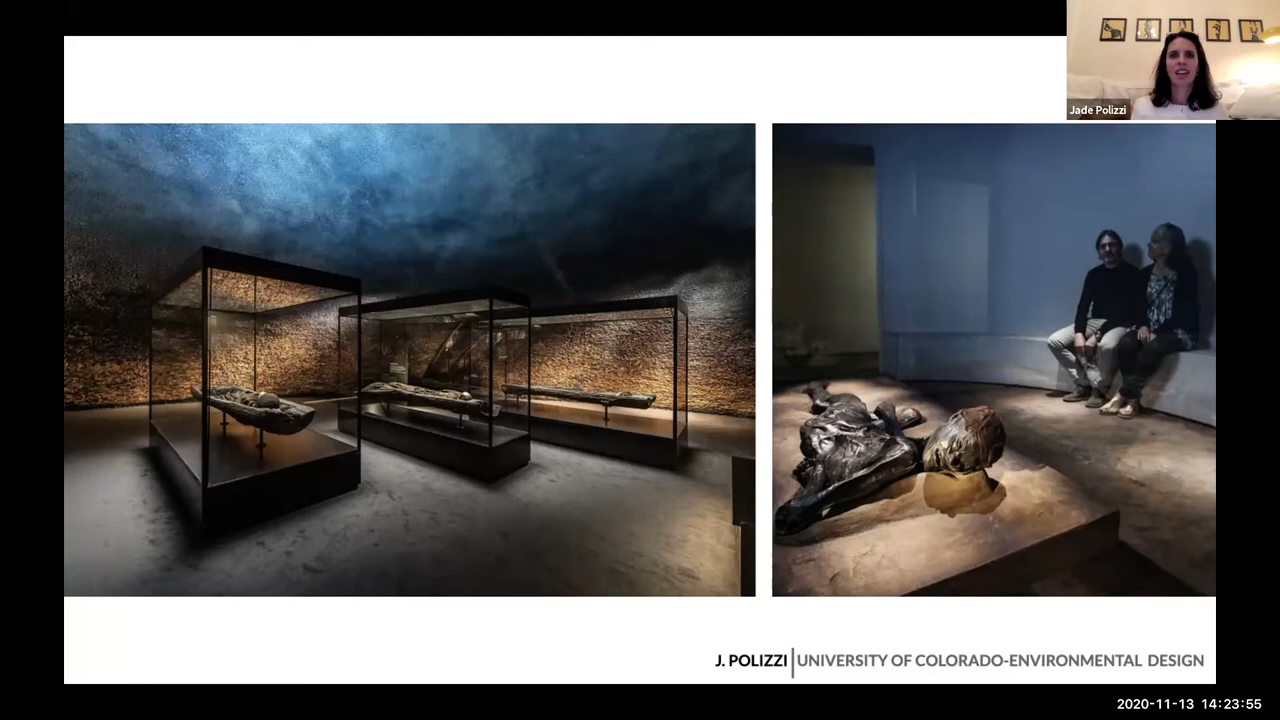 Jade Polizzi
J. POLIZZI | UNIVERSITY OF COLORADO-ENVIRONMENTAL DESIGN
2020-11-13 14:23:55